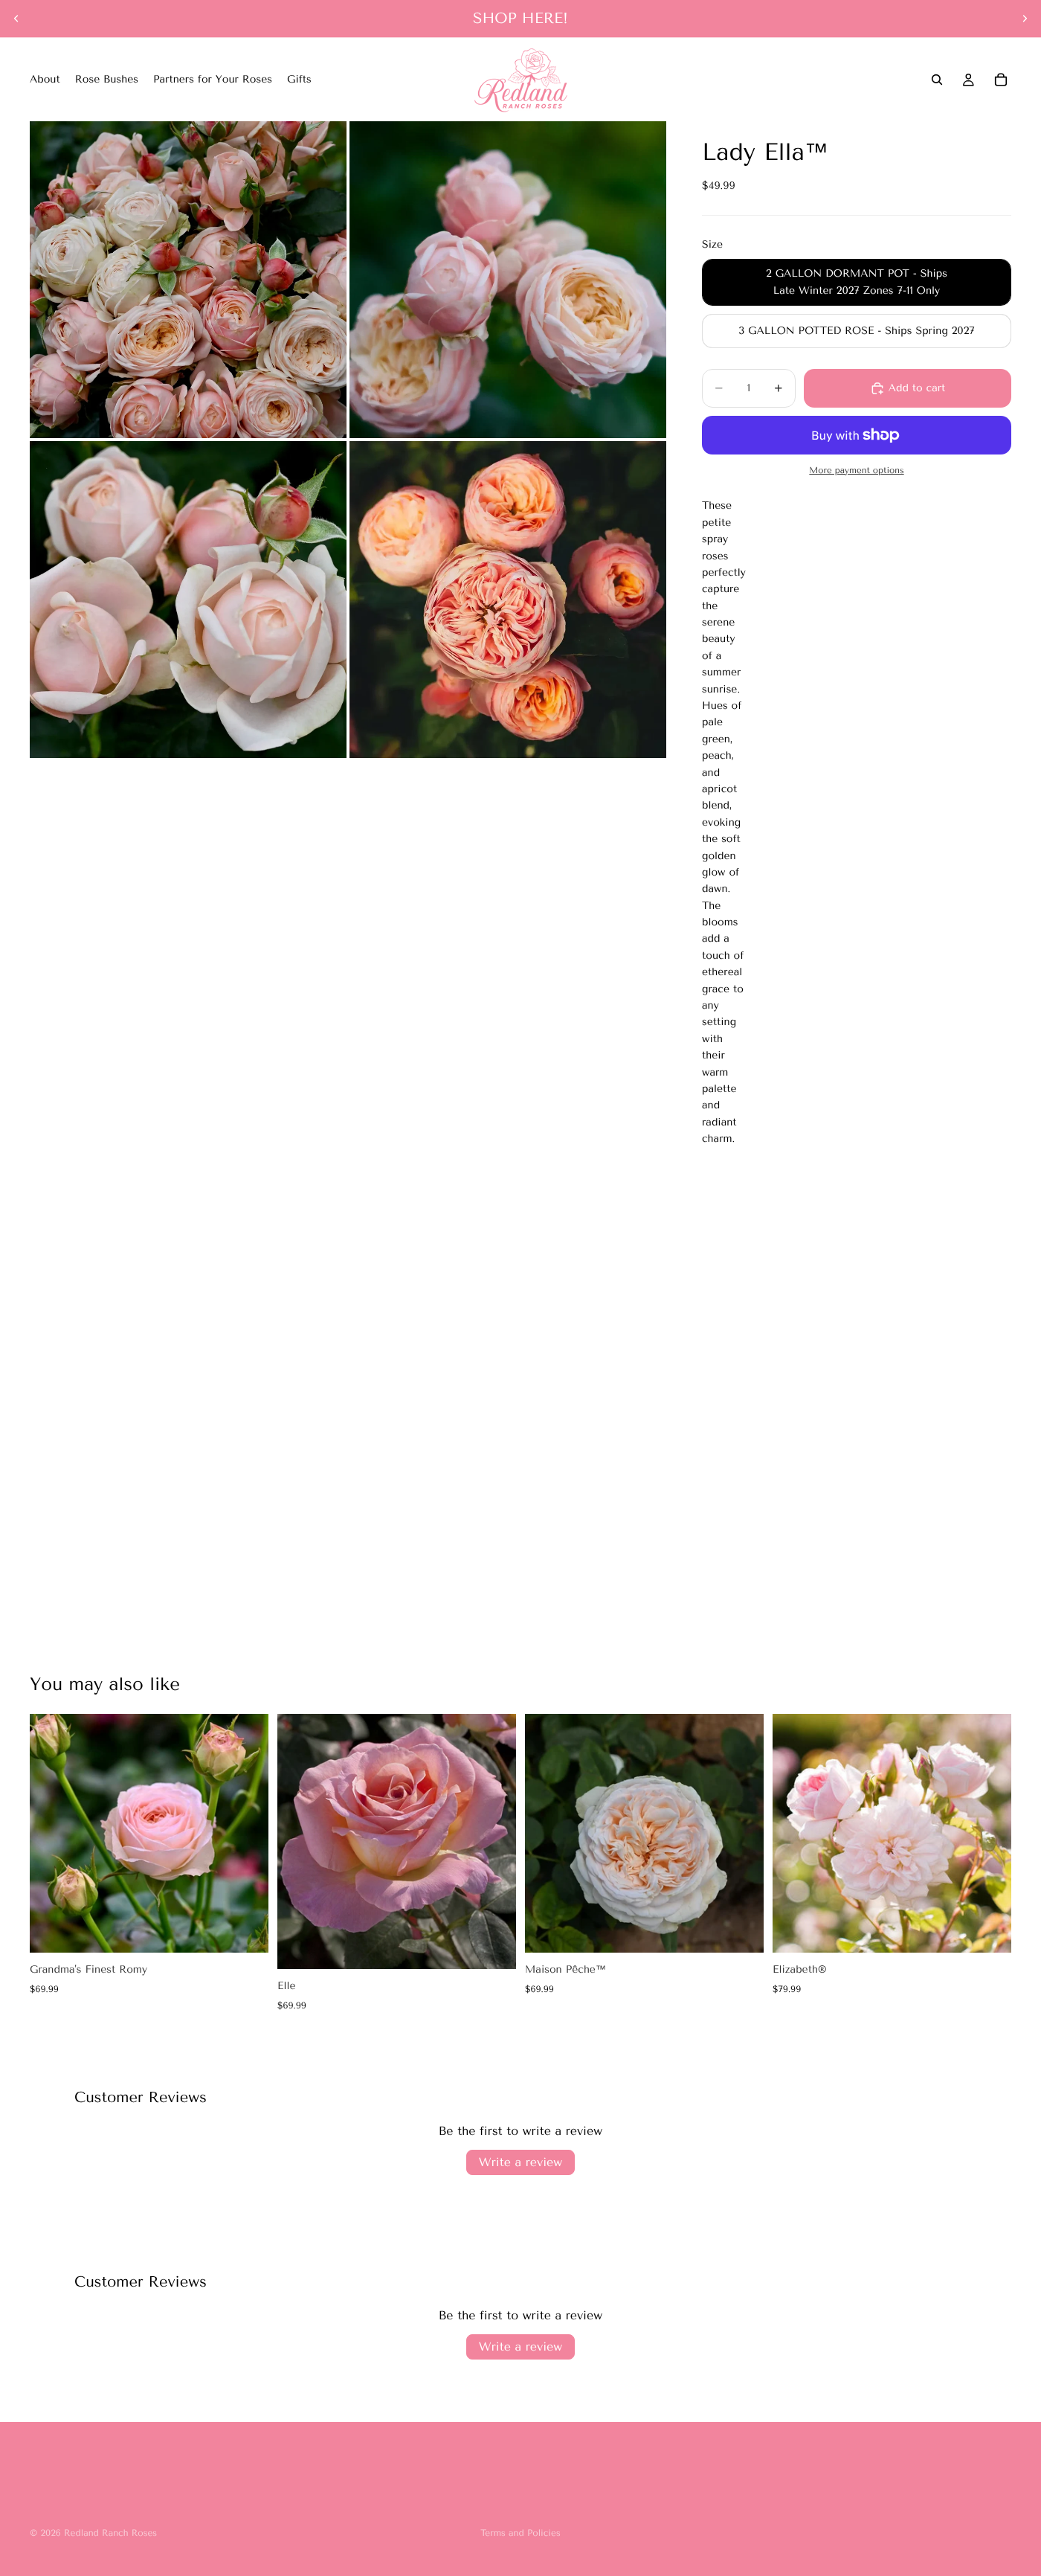 SHOP HERE!
About
Rose Bushes
Partners for Your Roses
Gifts
Redland
RANCH ROSES
Lady Ella™
$49.99
Size
2 GALLON DORMANT POT - Ships
Late Winter 2027 Zones 7-11 Only
3 GALLON POTTED ROSE - Ships Spring 2027
1
Add to cart
Buy with shop
More payment options
These
petite
spray
roses
perfectly
capture
the
serene
beauty
of a
summer
sunrise.
Hues of
pale
green,
peach,
and
apricot
blend,
evoking
the soft
golden
glow of
dawn.
The
blooms
add a
touch of
ethereal
grace to
any
setting
with
their
warm
palette
and
radiant
charm.
You may also like
Grandma's Finest Romy
$69.99
Elle
$69.99
Maison Pêche™
$69.99
Elizabeth®
$79.99
Customer Reviews
Be the first to write a review
Write a review
Customer Reviews
Be the first to write a review
Write a review
© 2026 Redland Ranch Roses
Terms and Policies